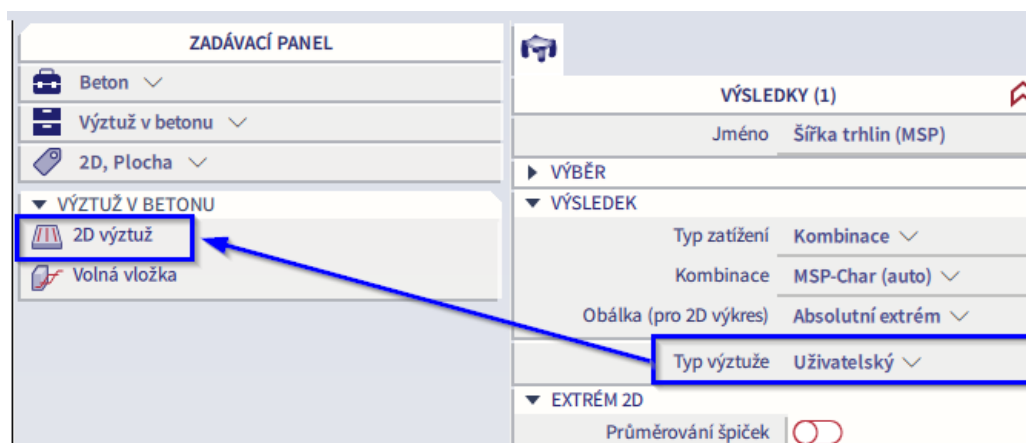 ZADÁVACÍ PANEL
Beton
Výztuž v betonu
2D, Plocha
VÝZTUŽ V BETONU
2D výztuž
Volná vložka
VÝSLEDKY (1)
Jméno Šířka trhlin (MSP)
VÝBĚR
VÝSLEDEK
Typ zatížení Kombinace
Kombinace MSP-Char (auto)
Obálka (pro 2D výkres) Absolutní extrém
Typ výztuže Uživatelský
EXTRÉM 2D
Průměrování špiček